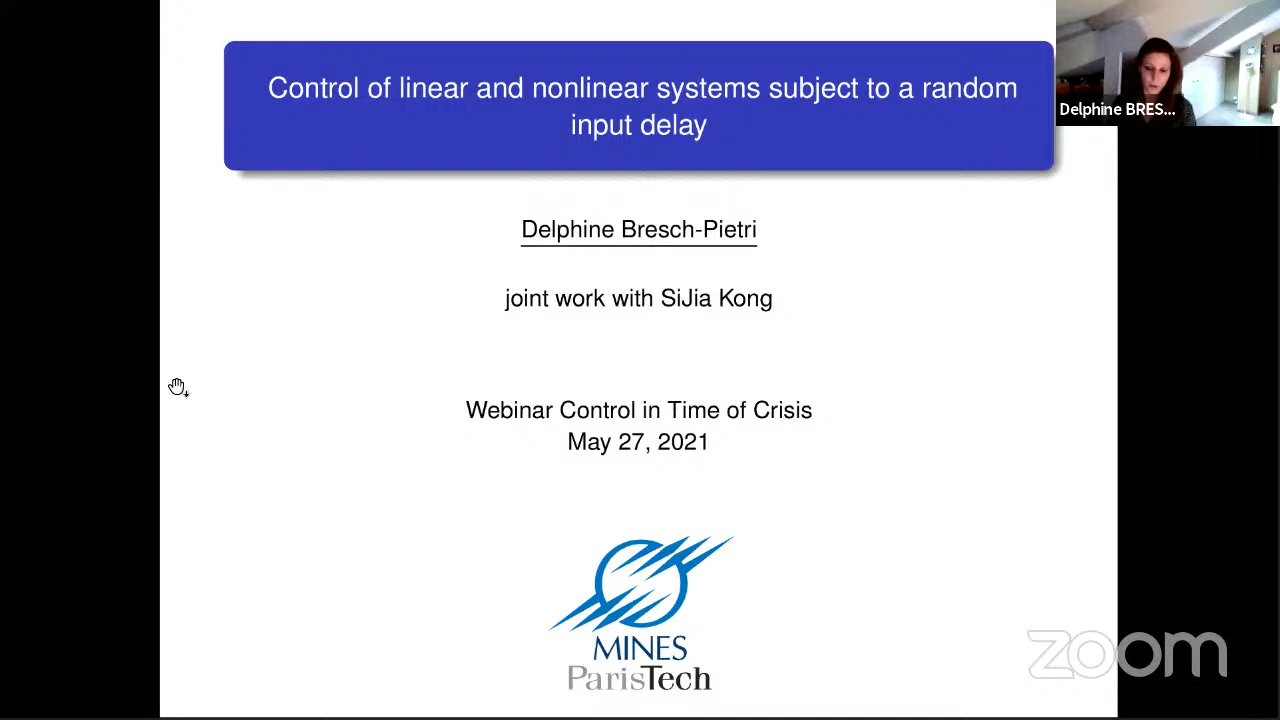 Control of linear and nonlinear systems subject to a random
input delay
Delphine BRES...
Delphine Bresch-Pietri
joint work with SiJia Kong
Webinar Control in Time of Crisis
May 27, 2021
MINES
ParisTech
zoom